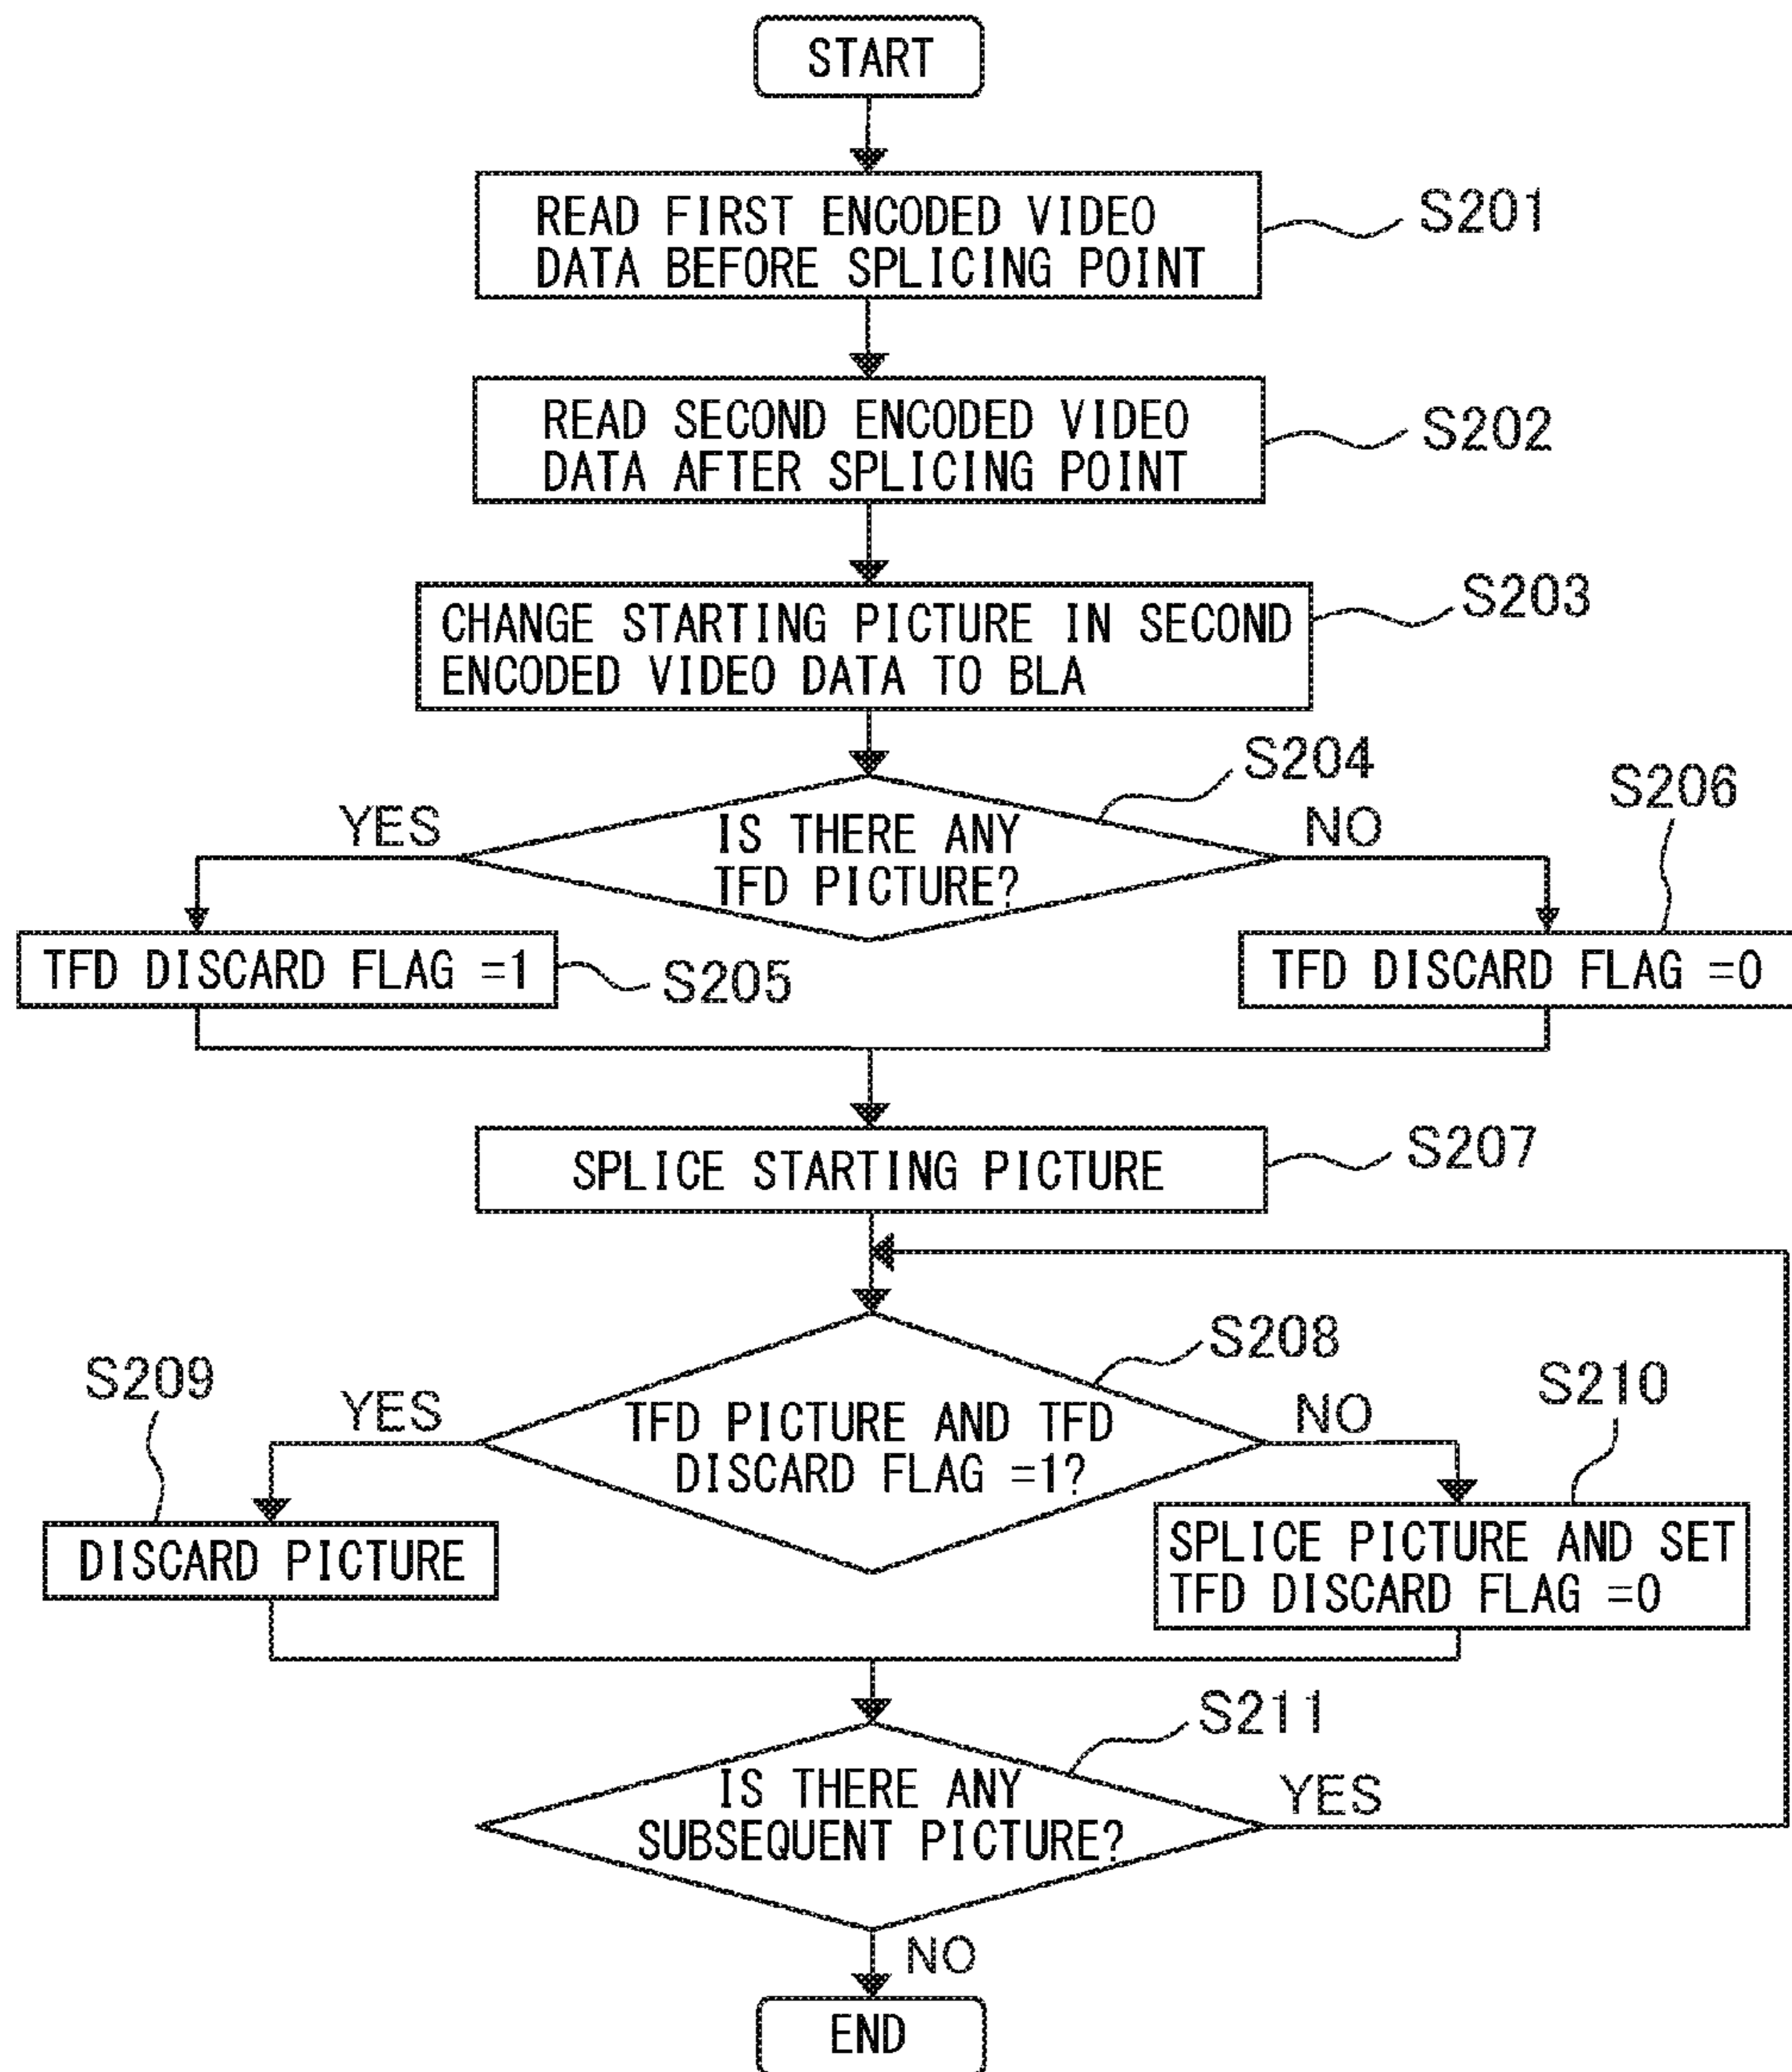 START
READ FIRST ENCODED VIDEO
DATA BEFORE SPLICING POINT
S201
READ SECOND ENCODED VIDEO
DATA AFTER SPLICING POINT
S202
CHANGE STARTING PICTURE IN SECOND
ENCODED VIDEO DATA TO BLA
S203
IS THERE ANY
TFD PICTURE?
S204
YES
NO
S206
TFD DISCARD FLAG =1
S205
TFD DISCARD FLAG =0
SPLICE STARTING PICTURE
S207
TFD PICTURE AND TFD
DISCARD FLAG =1?
S208
S209
YES
NO
S210
DISCARD PICTURE
SPLICE PICTURE AND SET
TFD DISCARD FLAG =0
IS THERE ANY
SUBSEQUENT PICTURE?
S211
YES
NO
END